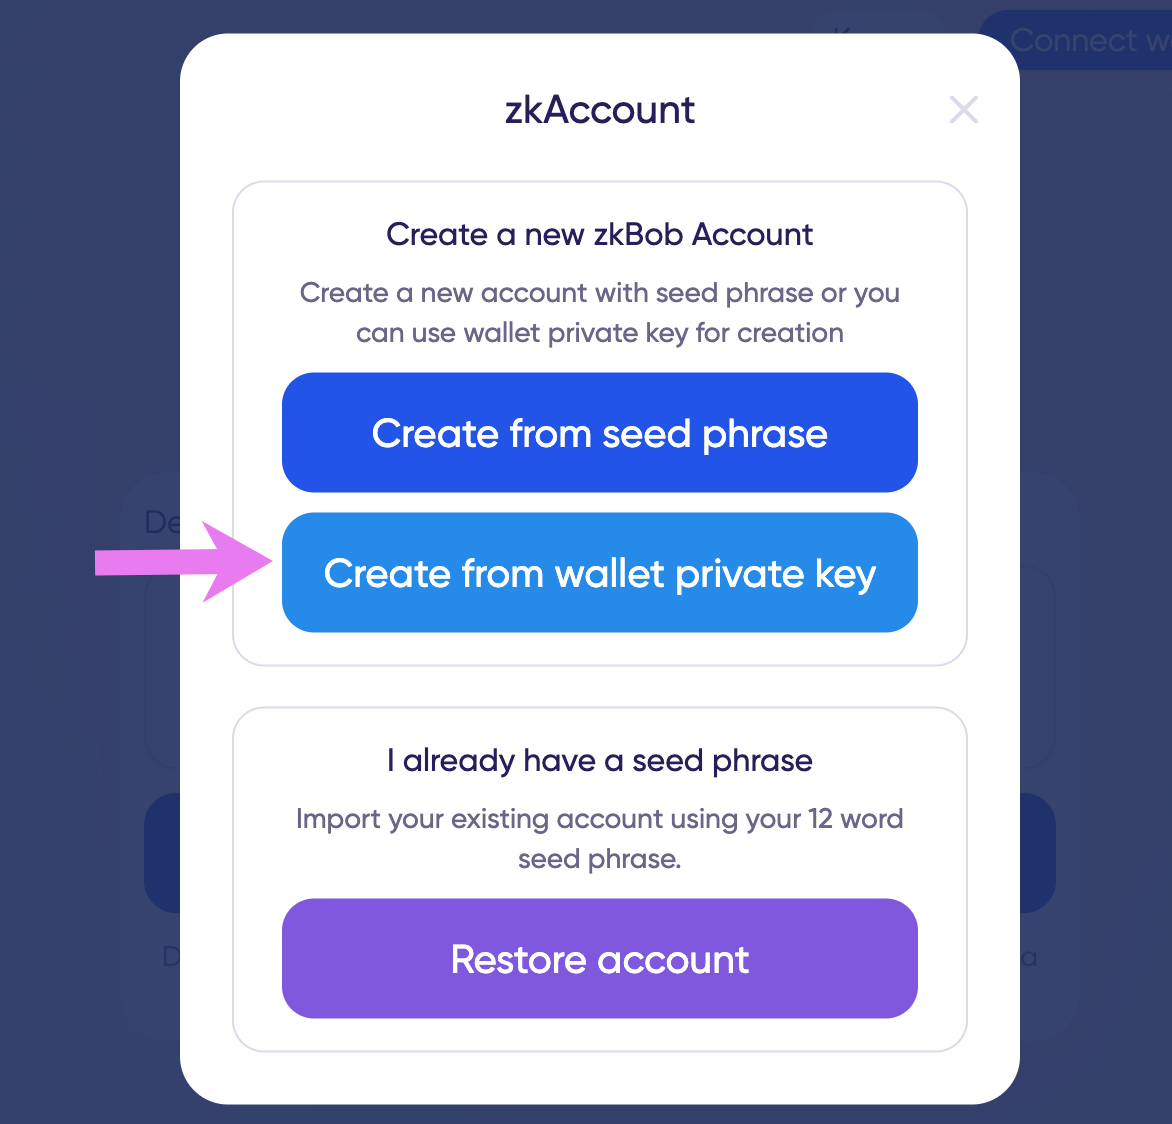 Connect
zkAccount
Create a new zkBob Account
Create a new account with seed phrase or you
can use wallet private key for creation
Create from seed phrase
Create from wallet private key
I already have a seed phrase
Import your existing account using your 12 word
seed phrase.
Restore account